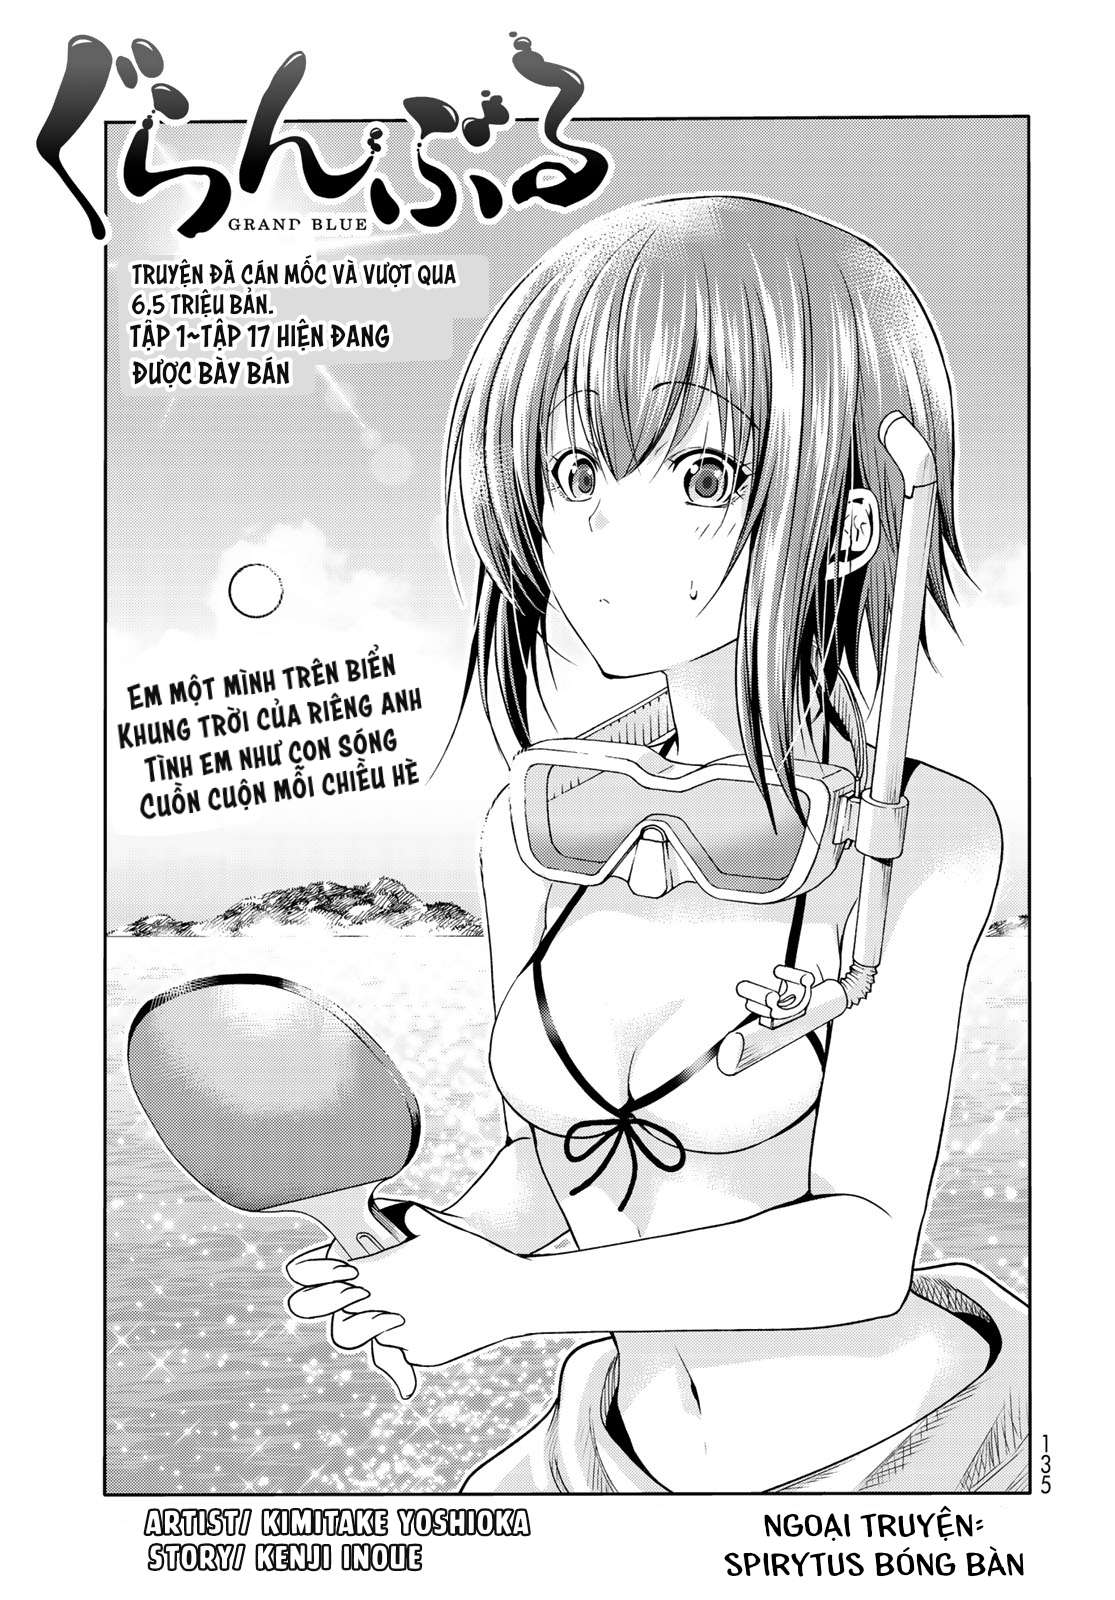 ぐらんぶる
GRAND BLUE
TRUYỆN ĐÃ CÁN MỐC VÀ VƯỢT QUA
6,5 TRIỆU BẢN.
TẬP 1~TẬP 17 HIỆN ĐANG
ĐƯỢC BÀY BÁN
EM MỘT MÌNH TRÊN BIỂN
KHUNG TRỜI CỦA RIÊNG ANH
TÌNH EM NHƯ CON SÓNG
CUỒN CUỘN MỖI CHIỀU HÈ
135
ARTIST/ KIMITAKE YOSHIOKA
STORY/ KENJI INOUE
NGOẠI TRUYỆN:
SPIRYTUS BÓNG BÀN